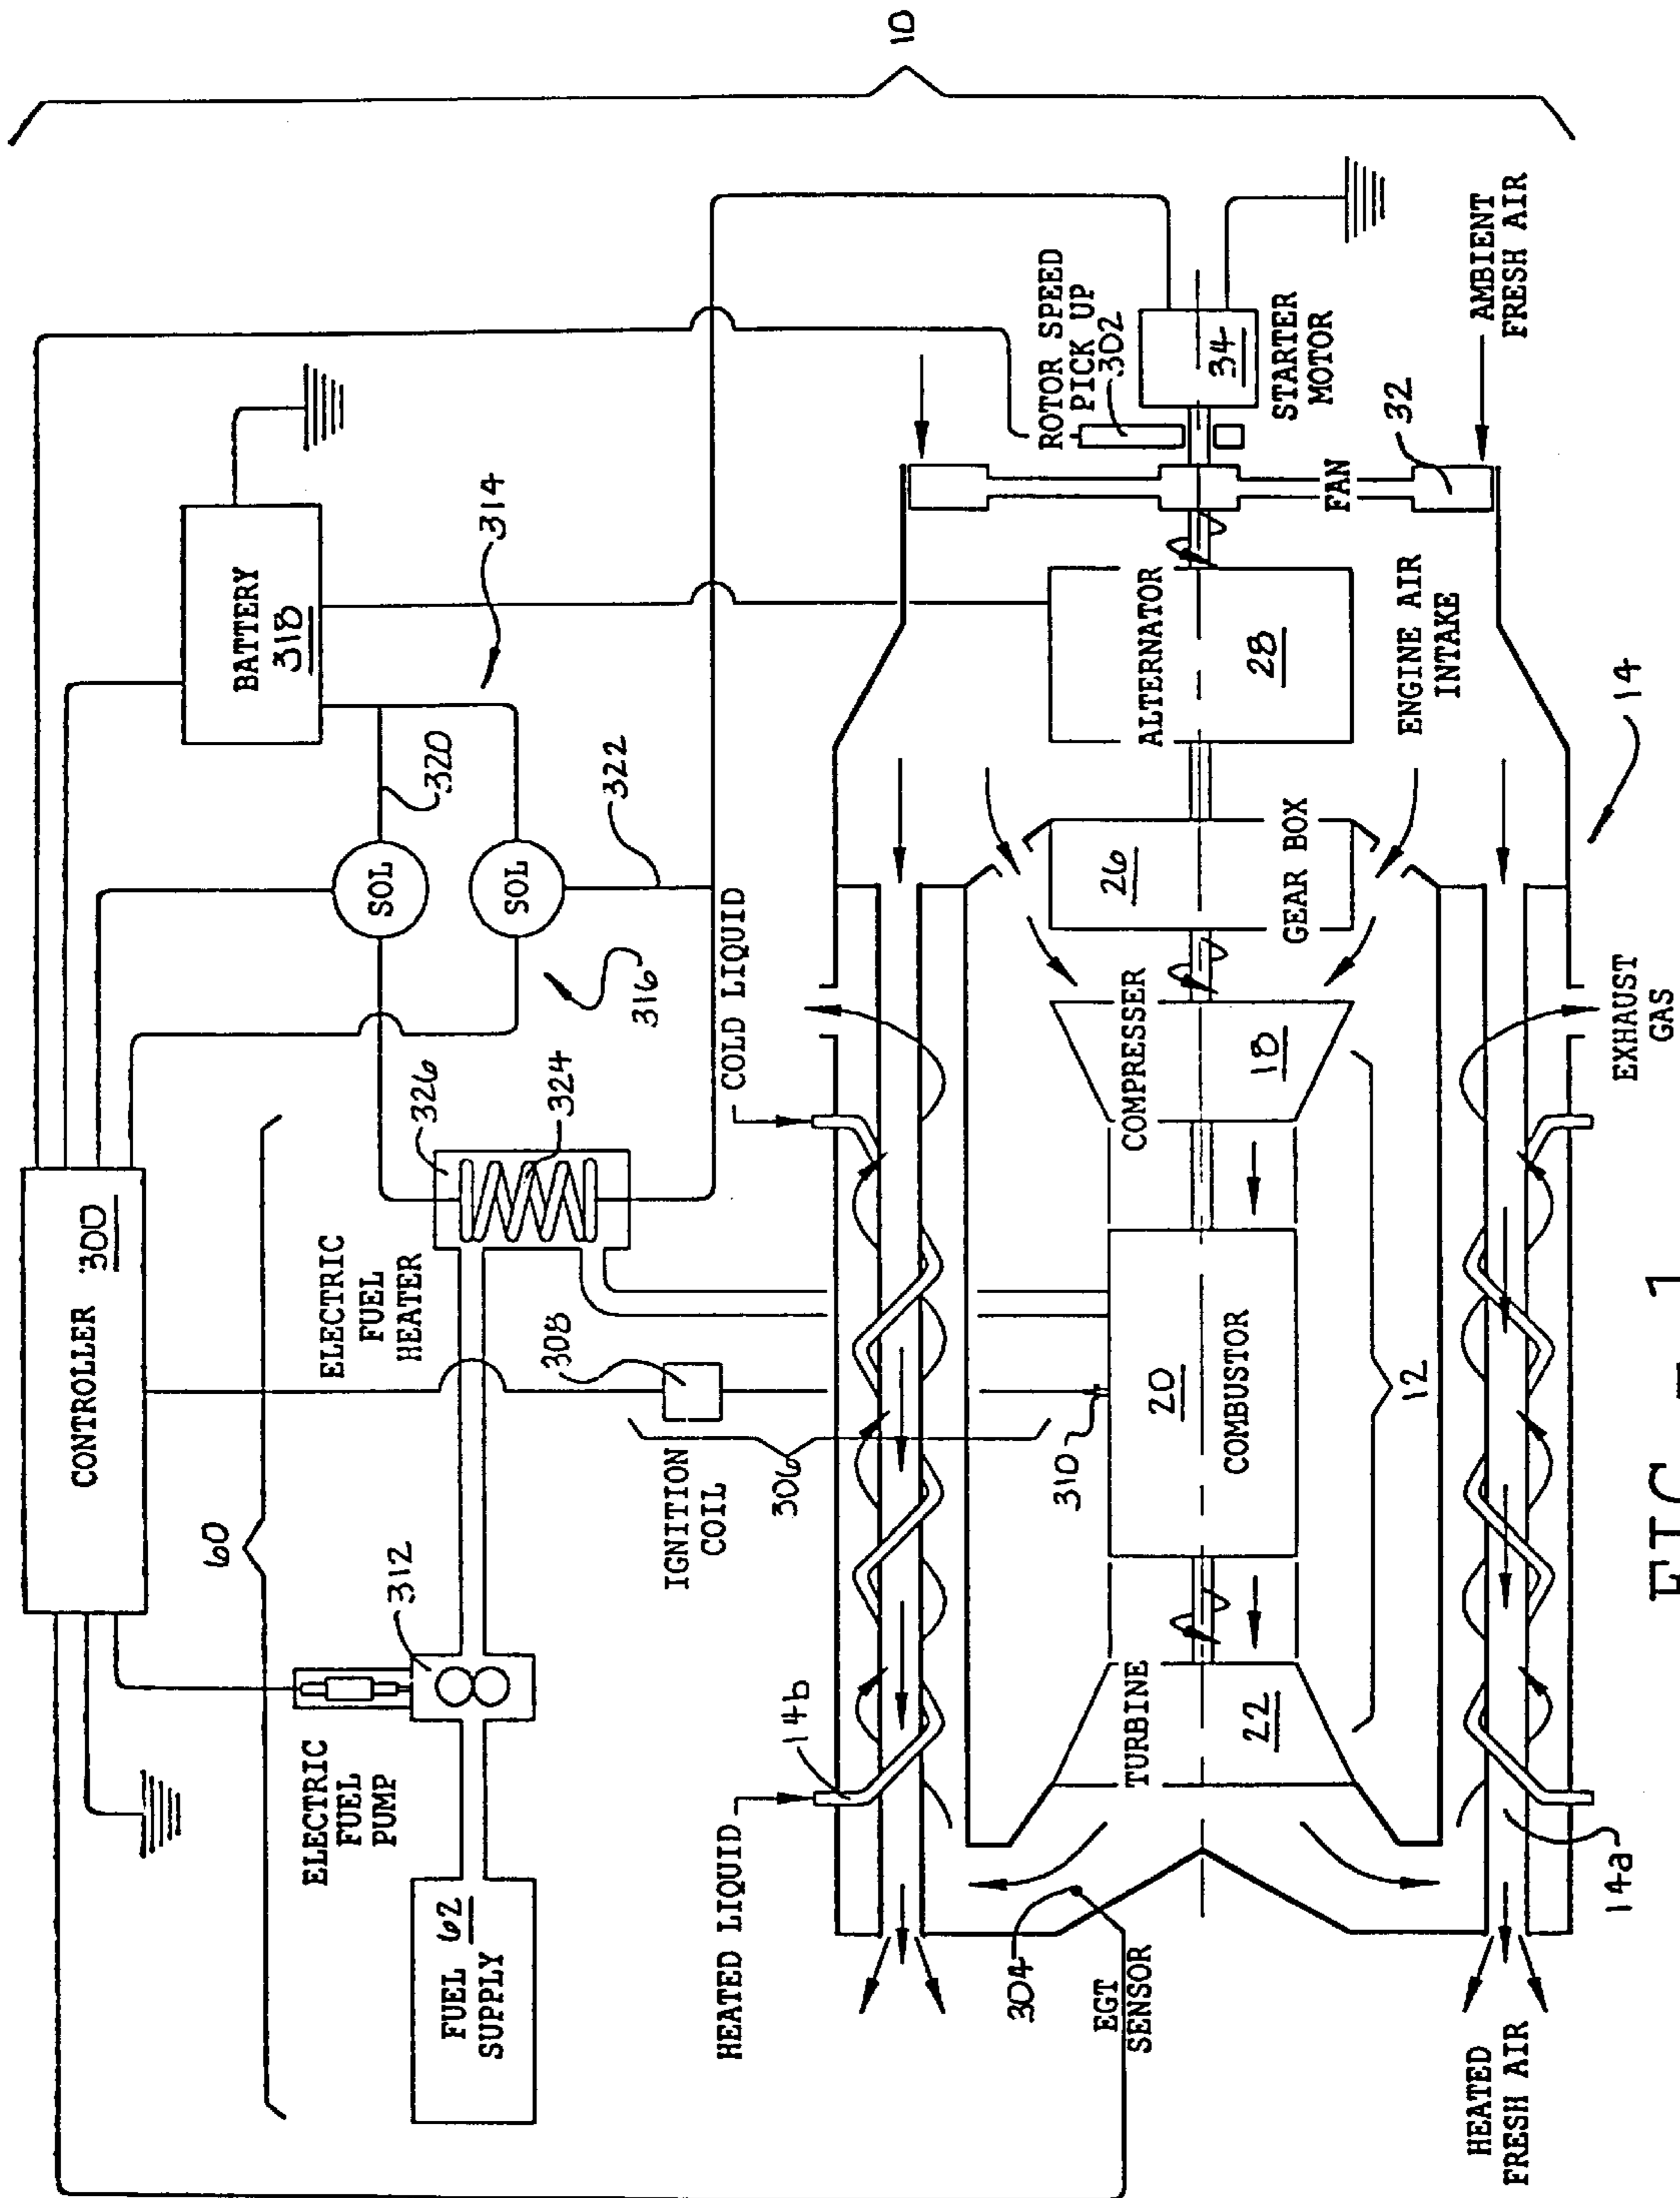 CONTROLLER
300
60
FUEL 62
SUPPLY
ELECTRIC
FUEL
PUMP
312
ELECTRIC
FUEL
HEATER
326
324
SOL
SOL
320
322
316
314
BATTERY
318
10
IGNITION
COIL
308
306
310
HEATED LIQUID
14b
COLD LIQUID
ROTOR SPEED
PICK UP
302
34
STARTER
MOTOR
FAN
32
AMBIENT
FRESH AIR
ALTERNATOR
28
ENGINE AIR
INTAKE
26
GEAR BOX
COMPRESSER
18
20
COMBUSTOR
TURBINE
22
12
304
EGT
SENSOR
HEATED
FRESH AIR
14a
EXHAUST
GAS
14